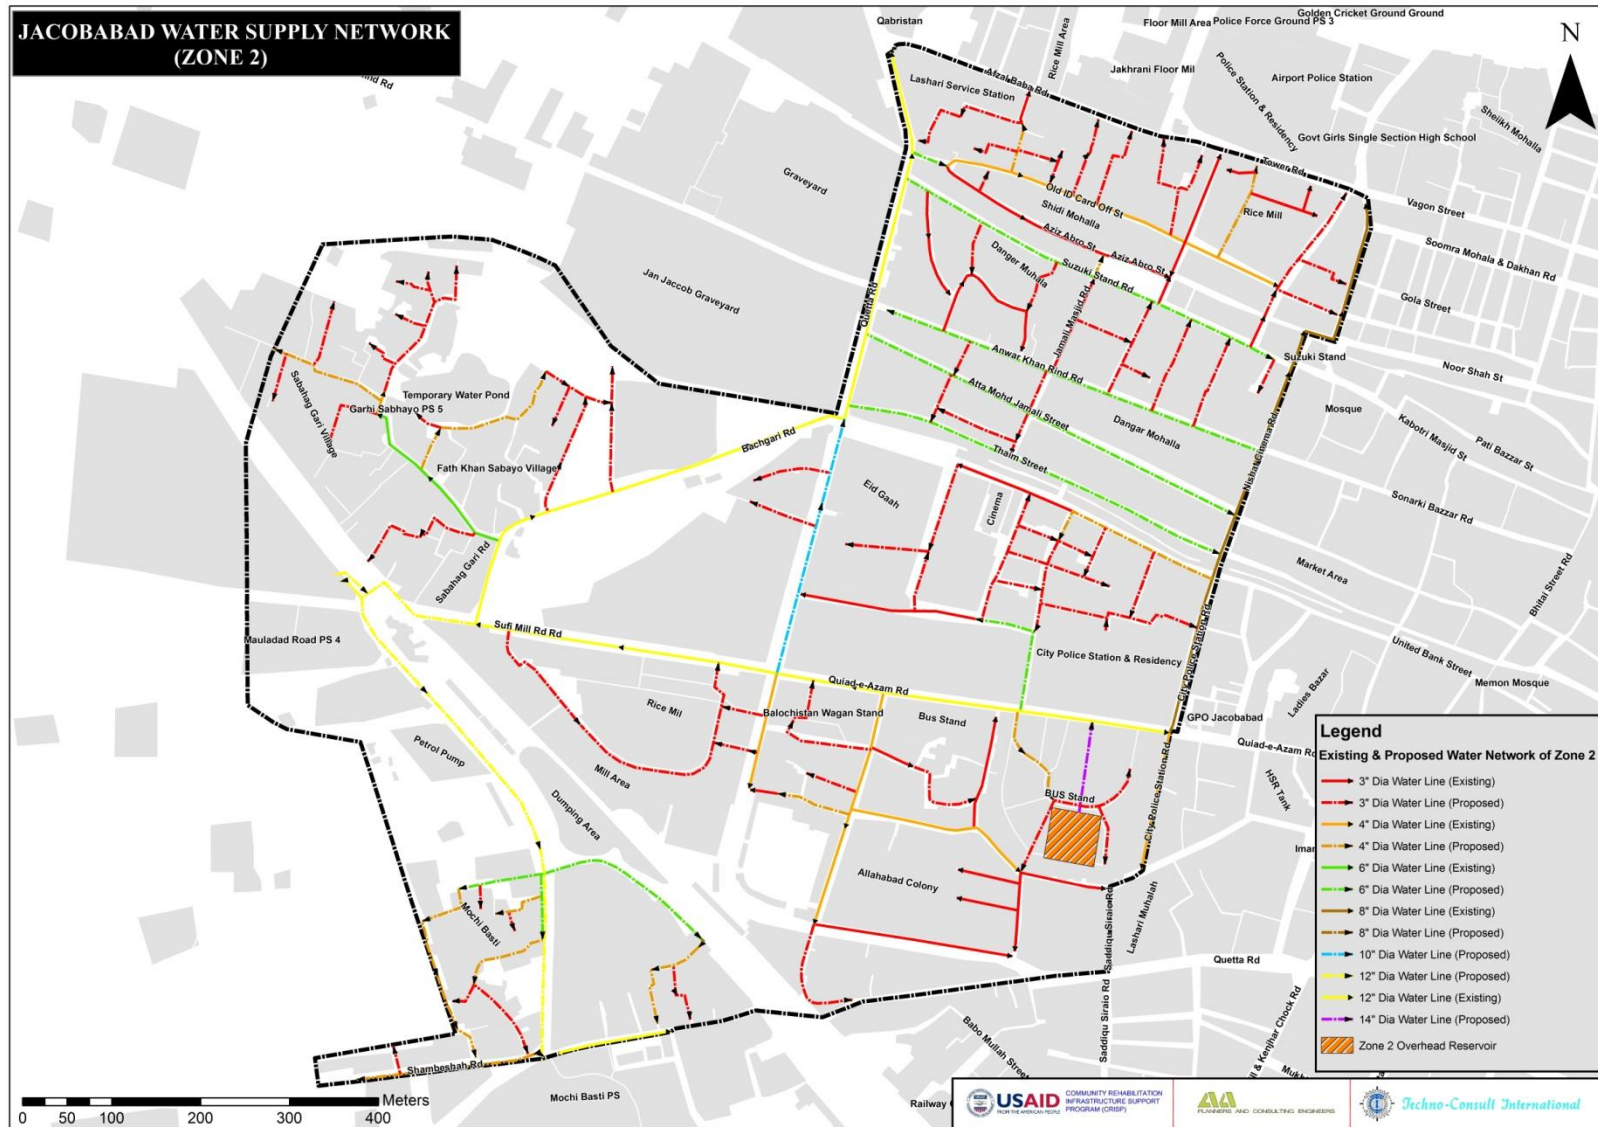 JACOBABAD WATER SUPPLY NETWORK
(ZONE 2)
Qabristan
Floor Mill Area
Police Force Ground PS 3
Golden Cricket Ground Ground
N
Rice Mill Area
Afzal Baba Rd
Lashari Service Station
Jakhrani Floor Mil
Police Station & Residency
Airport Police Station
Sheiikh Mohalla
Govt Girls Single Section High School
Tower Rd
Graveyard
Old ID Card Off St
Shidi Mohalla
Rice Mill
Vagon Street
Aziz Abro St
Aziz Abro St
Soomra Mohala & Dakhan Rd
Danger Muhala
Suzuki Stand Rd
Jan Jaccob Graveyard
Quetta Rd
Jamali Masjid Rd
Gola Street
Suzuki Stand
Anwar Khan Rind Rd
Noor Shah St
Sabahag Gari Village
Temporary Water Pond
Garhi Sabhayo PS 5
Atta Mohd Jamali Street
Mosque
Kabotri Masjid St
Pati Bazzar St
Dangar Mohalla
Bachgari Rd
Nishat Cinema Rd
Thaim Street
Fath Khan Sabayo Village
Eid Gaah
Cinema
Sonarki Bazzar Rd
Sabahag Gari Rd
Market Area
Bhitai Street Rd
Mauladad Road PS 4
Sufi Mill Rd Rd
City Police Station Rd
United Bank Street
City Police Station & Residency
Memon Mosque
Quiad-e-Azam Rd
Ladies Bazar
Rice Mil
Balochistan Wagan Stand
Bus Stand
GPO Jacobabad
Quiad-e-Azam Rd
Petrol Pump
Mill Area
HSR Tank
BUS Stand
Dumping Area
City Police Station Rd
Allahabad Colony
Lashari Muhalah
Mochi Basti
Saddiqu Siraio Rd
Quetta Rd
Saddiqu Siraio Rd
Babo Mullah Street
Shambeshah Rd
Mochi Basti PS
Legend
Existing & Proposed Water Network of Zone 2
3" Dia Water Line (Existing)
3" Dia Water Line (Proposed)
4" Dia Water Line (Existing)
4" Dia Water Line (Proposed)
6" Dia Water Line (Existing)
6" Dia Water Line (Proposed)
8" Dia Water Line (Existing)
8" Dia Water Line (Proposed)
10" Dia Water Line (Proposed)
12" Dia Water Line (Proposed)
12" Dia Water Line (Existing)
14" Dia Water Line (Proposed)
Zone 2 Overhead Reservoir
0 50 100 200 300 400 Meters
USAID
FROM THE AMERICAN PEOPLE
COMMUNITY REHABILITATION
INFRASTRUCTURE SUPPORT
PROGRAM (CRISP)
PLANNERS AND CONSULTING ENGINEERS
Techno-Consult International